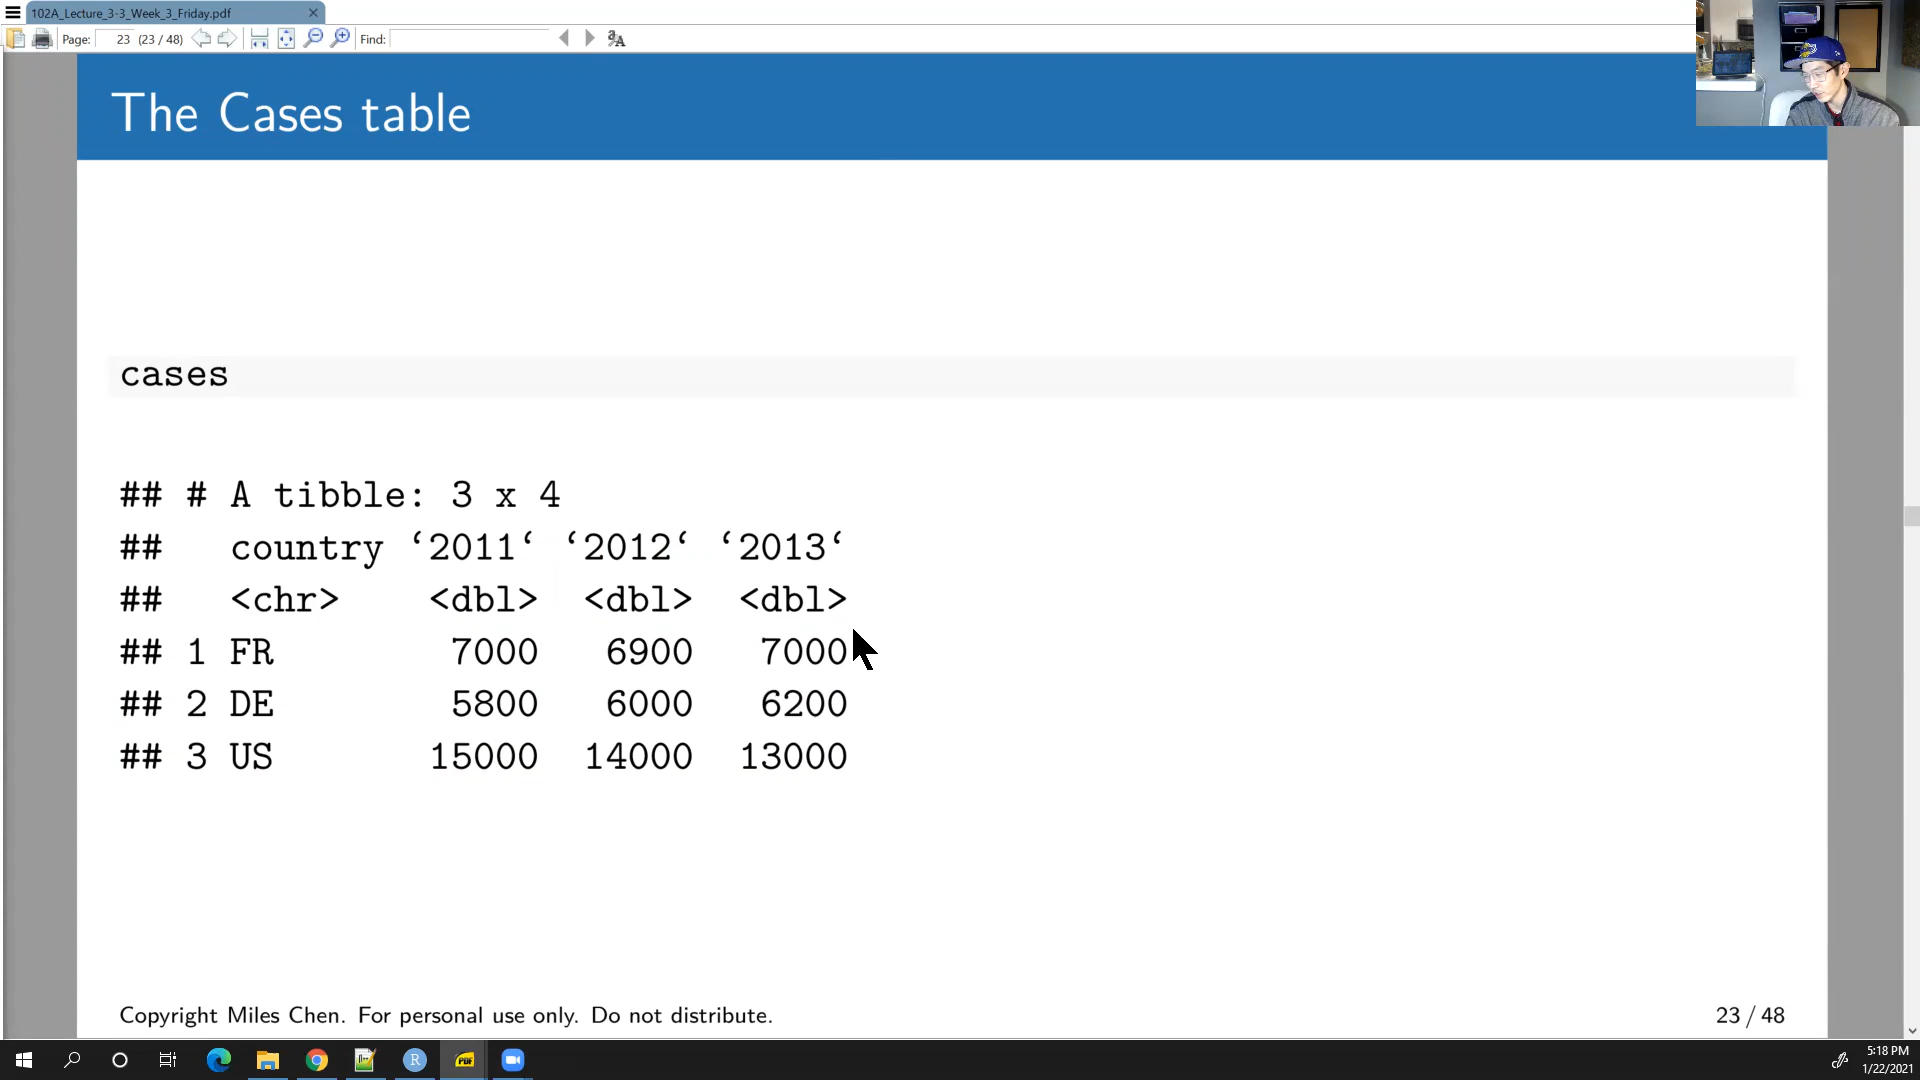 102A_Lecture_3-3_Week_3_Friday.pdf
Page: 23 (23 / 48) Find:
The Cases table
cases
## # A tibble: 3 x 4
## country ‘2011‘ ‘2012‘ ‘2013‘
## <chr> <dbl> <dbl> <dbl>
## 1 FR 7000 6900 7000
## 2 DE 5800 6000 6200
## 3 US 15000 14000 13000
Copyright Miles Chen. For personal use only. Do not distribute.
23 / 48
5:18 PM
1/22/2021